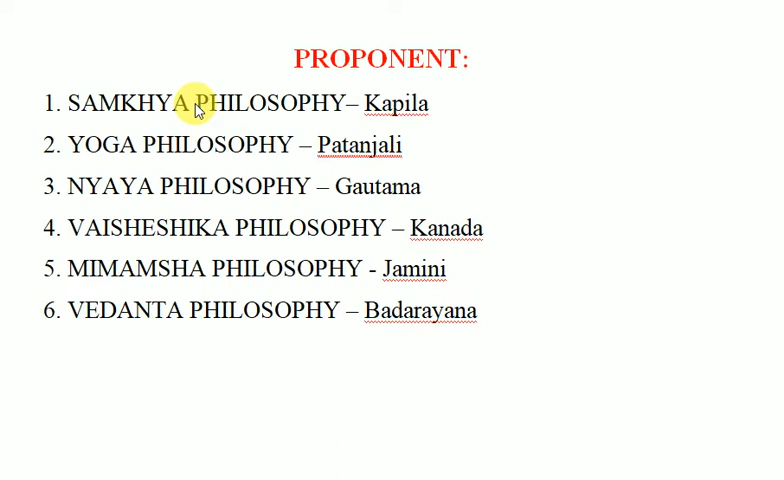 PROPONENT:
1. SAMKHYA PHILOSOPHY– Kapila
2. YOGA PHILOSOPHY – Patanjali
3. NYAYA PHILOSOPHY – Gautama
4. VAISHESHIKA PHILOSOPHY – Kanada
5. MIMAMSHA PHILOSOPHY - Jamini
6. VEDANTA PHILOSOPHY – Badarayana